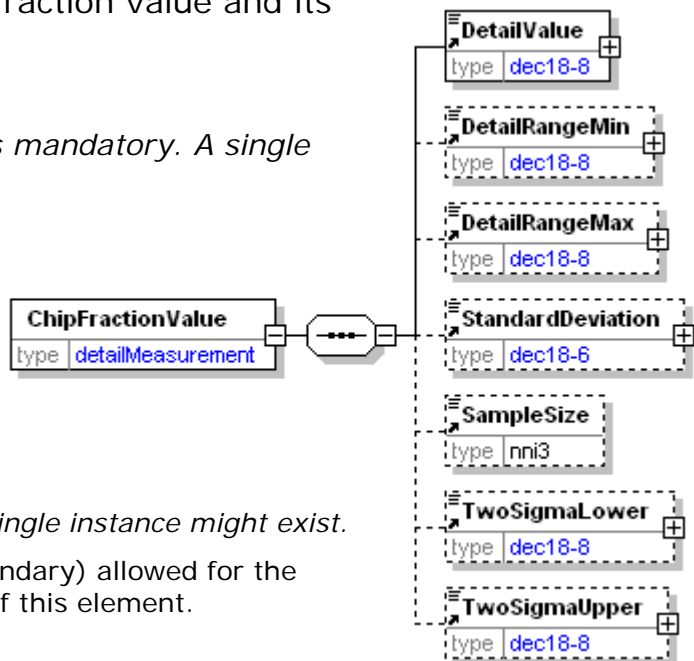 fraction value and its
DetailValue
type dec18-8
s mandatory. A single
DetailRangeMin
type dec18-8
DetailRangeMax
type dec18-8
ChipFractionValue
type detailMeasurement
StandardDeviation
type dec18-6
SampleSize
type nni3
ingle instance might exist.
TwoSigmaLower
type dec18-8
ndary) allowed for the
f this element.
TwoSigmaUpper
type dec18-8